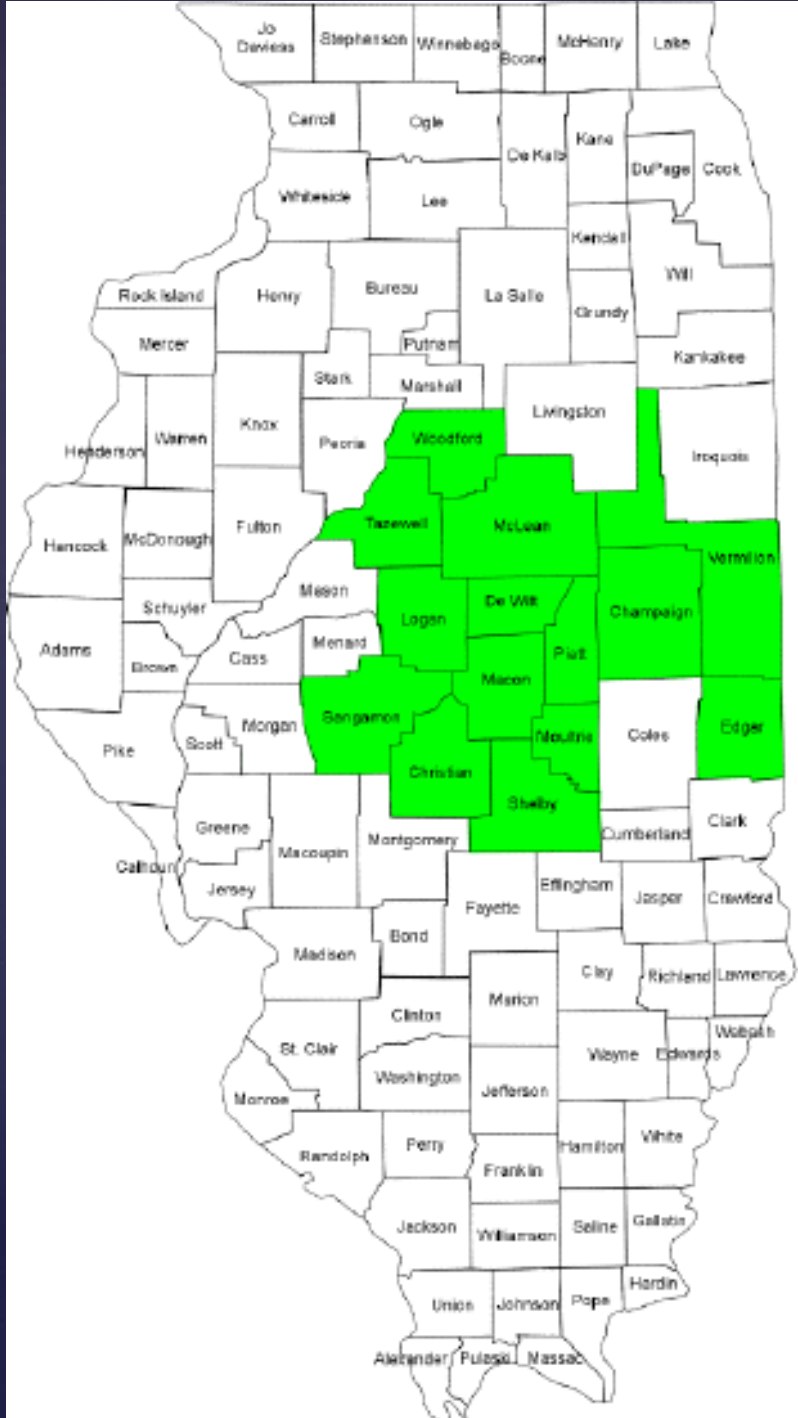 Jo
Daviess
Stephenson
Winnebago
Boone
McHenry
Lake
Carroll
Ogle
De Kalb
Kane
DuPage
Cook
Whiteside
Lee
Kendall
Rock Island
Henry
Bureau
La Salle
Will
Grundy
Mercer
Putnam
Kankakee
Stark
Marshall
Henderson
Warren
Knox
Peoria
Woodford
Livingston
Iroquois
Hancock
McDonough
Fulton
Tazewell
McLean
Vermilion
Mason
Schuyler
Logan
De Witt
Champaign
Adams
Brown
Cass
Menard
Piatt
Macon
Pike
Scott
Morgan
Sangamon
Christian
Moultrie
Coles
Edgar
Shelby
Greene
Macoupin
Montgomery
Cumberland
Clark
Calhoun
Jersey
Fayette
Effingham
Jasper
Crawford
Madison
Bond
Clay
Richland
Lawrence
Marion
Clinton
St. Clair
Wayne
Edwards
Wabash
Washington
Jefferson
Monroe
Randolph
Perry
Hamilton
White
Franklin
Jackson
Williamson
Saline
Gallatin
Union
Johnson
Pope
Hardin
Alexander
Pulaski
Massac